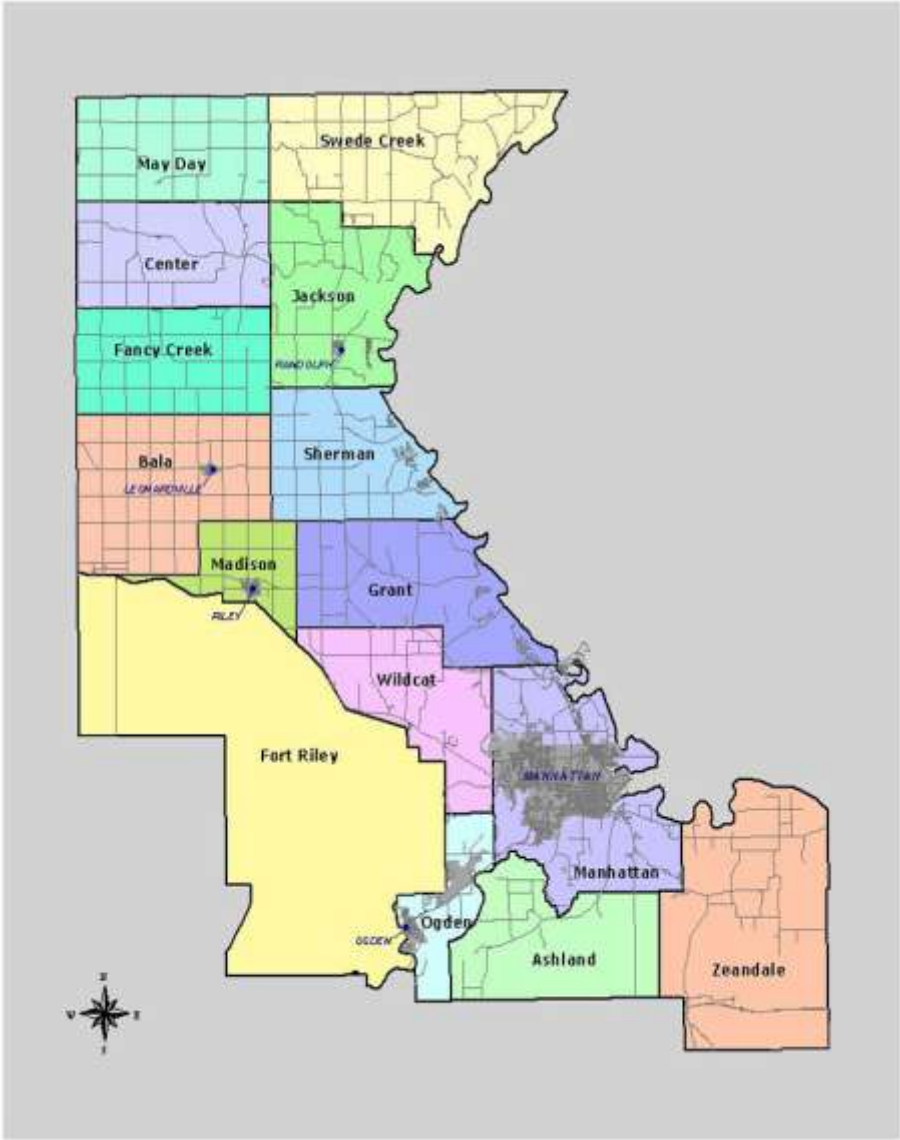 Swede Creek
May Day
Center
Jackson
Fancy Creek
RANDOLPH
Sherman
Bala
LEONARDVILLE
Madison
Grant
RILEY
Wildcat
Fort Riley
MANHATTAN
Manhattan
Ogden
OGDEN
Ashland
Zeandale
W
E